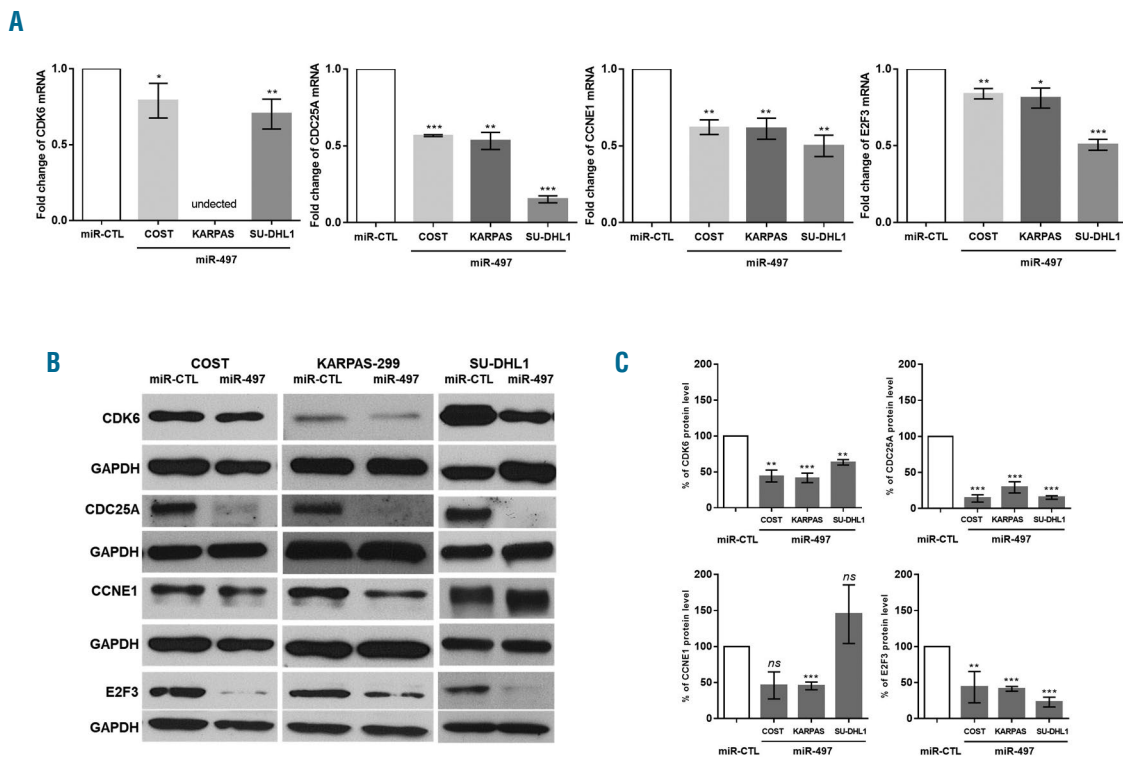 A
Fold change of CDK6 mRNA
1.0
0.5
0.0
*
undected
**
miR-CTL COST KARPAS SU-DHL1
miR-497
Fold change of CDC25A mRNA
1.0
0.5
0.0
***
**
***
miR-CTL COST KARPAS SU-DHL1
miR-497
Fold change of CCNE1 mRNA
1.0
0.5
0.0
**
**
**
miR-CTL COST KARPAS SU-DHL1
miR-497
Fold change of E2F3 mRNA
1.0
0.5
0.0
**
*
***
miR-CTL COST KARPAS SU-DHL1
miR-497
B
COST KARPAS-299 SU-DHL1
miR-CTL miR-497 miR-CTL miR-497 miR-CTL miR-497
CDK6
GAPDH
CDC25A
GAPDH
CCNE1
GAPDH
E2F3
GAPDH
C
% of CDK6 protein level
200
150
100
50
0
**
***
**
COST KARPAS SU-DHL1
miR-CTL miR-497
% of CDC25A protein level
200
150
100
50
0
***
***
***
COST KARPAS SU-DHL1
miR-CTL miR-497
% of CCNE1 protein level
200
150
100
50
0
ns
***
ns
COST KARPAS SU-DHL1
miR-CTL miR-497
% of E2F3 protein level
200
150
100
50
0
**
***
***
COST KARPAS SU-DHL1
miR-CTL miR-497